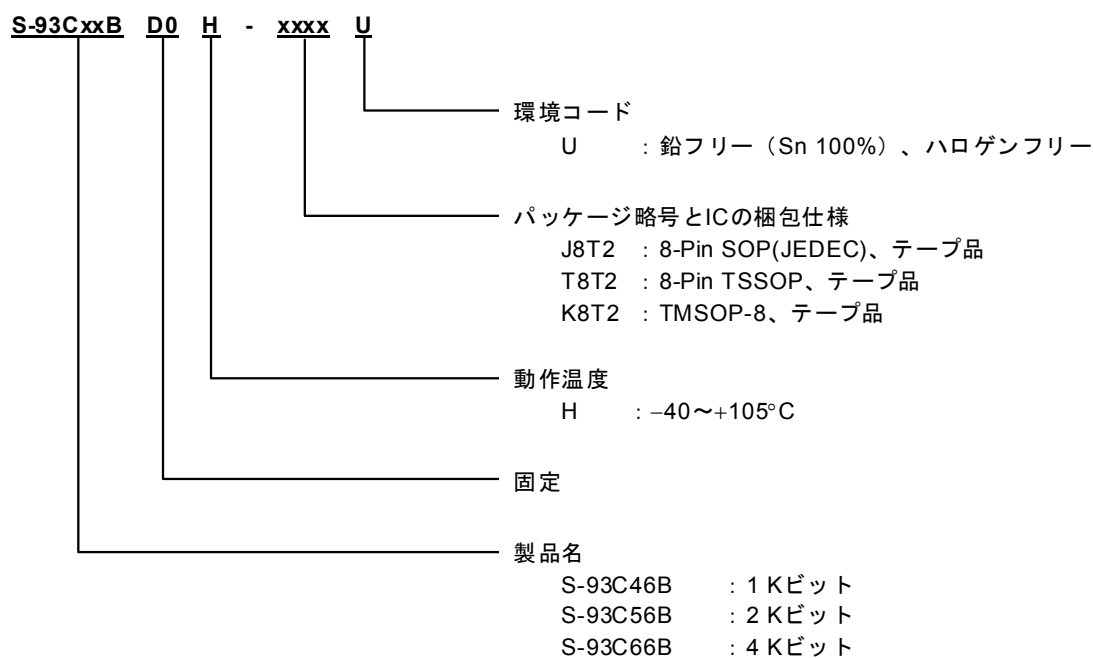 S-93CxxB D0 H - xxxx U
環境コード
U : 鉛フリー（Sn 100%）、ハロゲンフリー
パッケージ略号とICの梱包仕様
J8T2 : 8-Pin SOP(JEDEC)、テープ品
T8T2 : 8-Pin TSSOP、テープ品
K8T2 : TMSOP-8、テープ品
動作温度
H : −40～+105°C
固定
製品名
S-93C46B : 1 Kビット
S-93C56B : 2 Kビット
S-93C66B : 4 Kビット